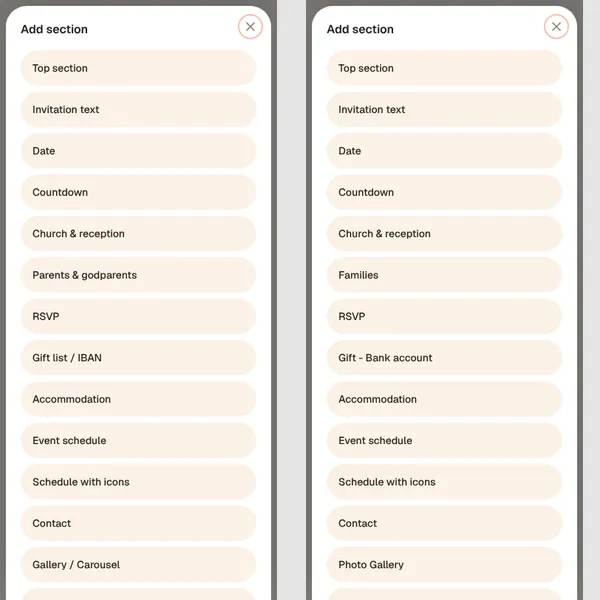 Add section
Top section
Invitation text
Date
Countdown
Church & reception
Parents & godparents
RSVP
Gift list / IBAN
Accommodation
Event schedule
Schedule with icons
Contact
Gallery / Carousel
Add section
Top section
Invitation text
Date
Countdown
Church & reception
Families
RSVP
Gift - Bank account
Accommodation
Event schedule
Schedule with icons
Contact
Photo Gallery